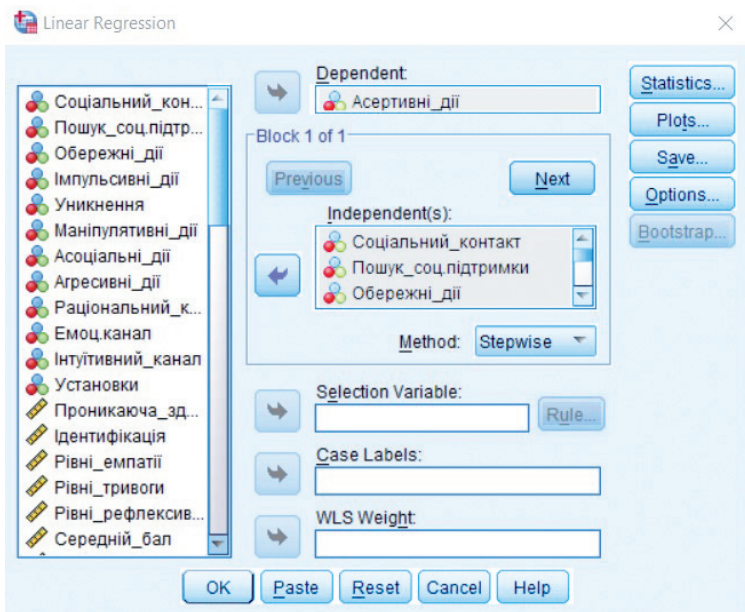 Linear Regression
Соціальний_кон...
Пошук_соц.підтр...
Обережні_дії
Імпульсивні_дії
Уникнення
Маніпулятивні_дії
Асоціальні_дії
Агресивні_дії
Раціональний_к...
Емоц.канал
Інтуїтивний_канал
Установки
Проникаюча_зд...
Ідентифікація
Рівні_емпатії
Рівні_тривоги
Рівні_рефлексив...
Середній_бал
Dependent:
Асертивні_дії
Block 1 of 1
Previous
Next
Independent(s):
Соціальний_контакт
Пошук_соц.підтримки
Обережні_дії
Method:
Stepwise
Selection Variable:
Rule...
Case Labels:
WLS Weight:
Statistics...
Plots...
Save...
Options...
Bootstrap...
OK
Paste
Reset
Cancel
Help